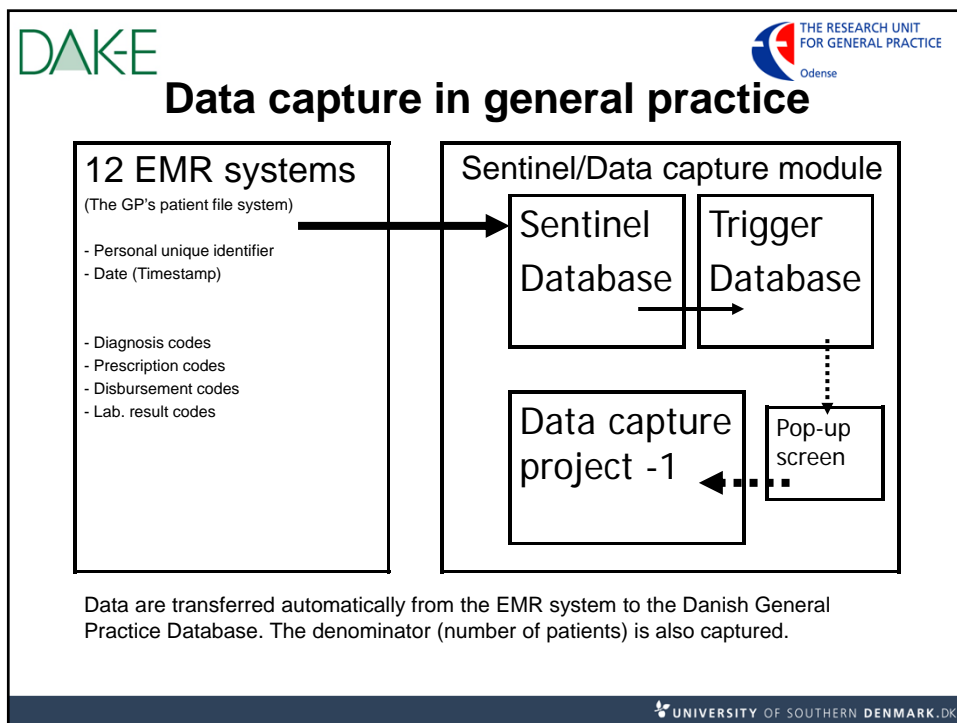 DAK-E
THE RESEARCH UNIT
FOR GENERAL PRACTICE
Odense
Data capture in general practice
12 EMR systems
(The GP's patient file system)
- Personal unique identifier
- Date (Timestamp)
- Diagnosis codes
- Prescription codes
- Disbursement codes
- Lab. result codes
Sentinel/Data capture module
Sentinel
Database
Trigger
Database
Data capture
project -1
Pop-up
screen
Data are transferred automatically from the EMR system to the Danish General
Practice Database. The denominator (number of patients) is also captured.
UNIVERSITY OF SOUTHERN DENMARK.DK